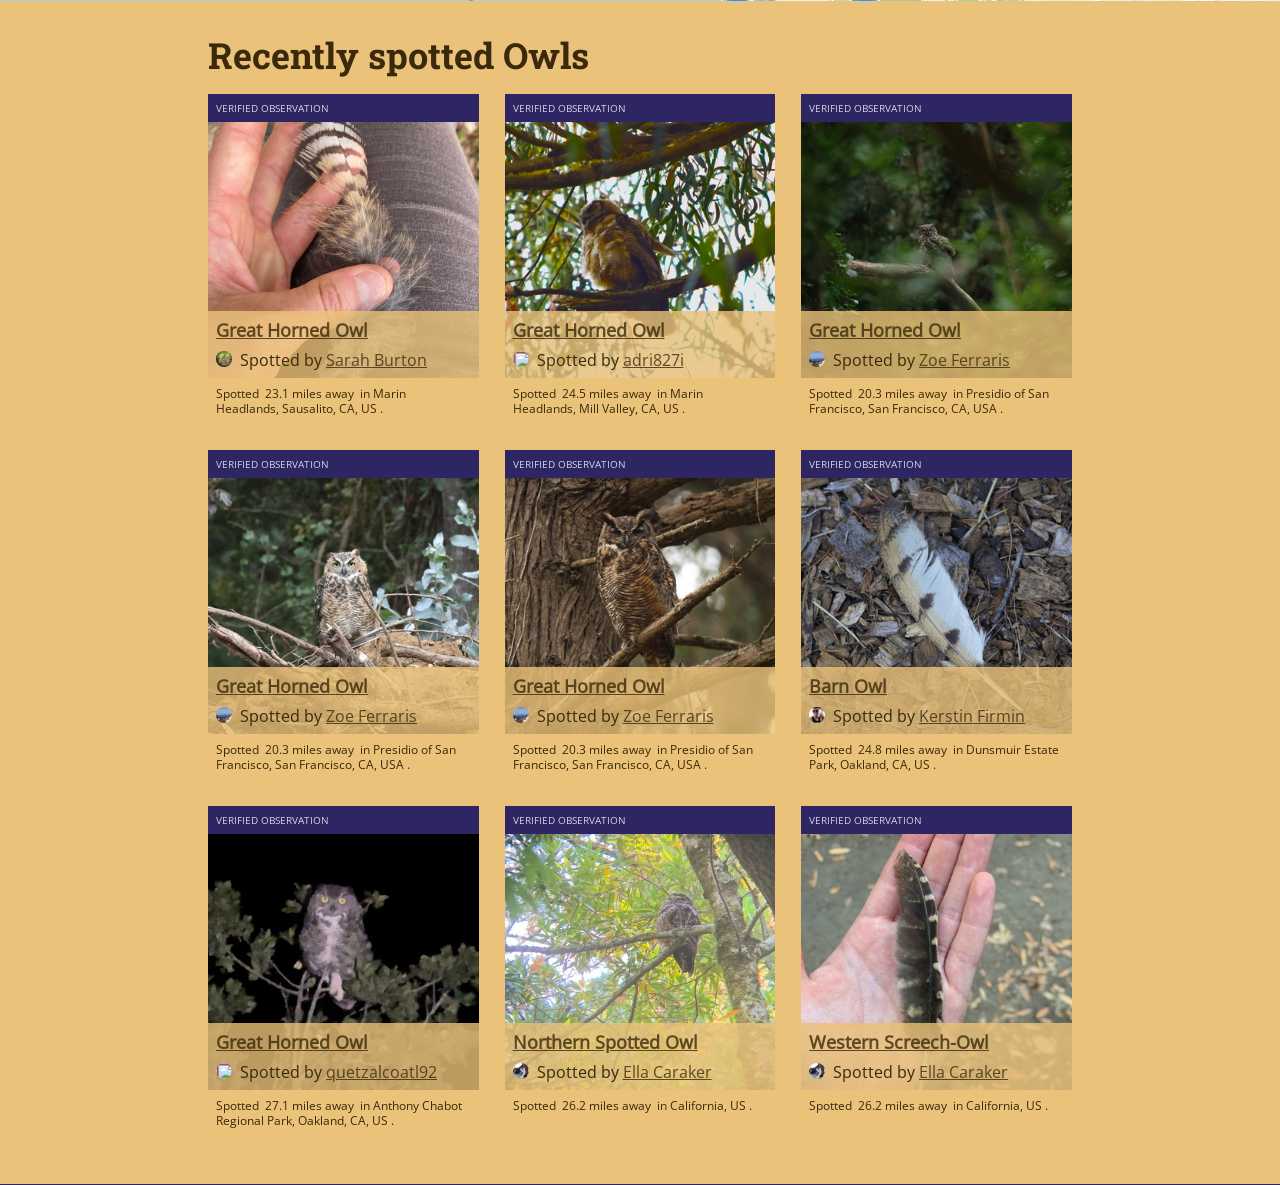 Recently spotted Owls
VERIFIED OBSERVATION
Great Horned Owl
Spotted by Sarah Burton
Spotted 23.1 miles away in Marin
Headlands, Sausalito, CA, US .
VERIFIED OBSERVATION
Great Horned Owl
Spotted by adri827i
Spotted 24.5 miles away in Marin
Headlands, Mill Valley, CA, US .
VERIFIED OBSERVATION
Great Horned Owl
Spotted by Zoe Ferraris
Spotted 20.3 miles away in Presidio of San
Francisco, San Francisco, CA, USA .
VERIFIED OBSERVATION
Great Horned Owl
Spotted by Zoe Ferraris
Spotted 20.3 miles away in Presidio of San
Francisco, San Francisco, CA, USA .
VERIFIED OBSERVATION
Great Horned Owl
Spotted by Zoe Ferraris
Spotted 20.3 miles away in Presidio of San
Francisco, San Francisco, CA, USA .
VERIFIED OBSERVATION
Barn Owl
Spotted by Kerstin Firmin
Spotted 24.8 miles away in Dunsmuir Estate
Park, Oakland, CA, US .
VERIFIED OBSERVATION
Great Horned Owl
Spotted by quetzalcoatl92
Spotted 27.1 miles away in Anthony Chabot
Regional Park, Oakland, CA, US .
VERIFIED OBSERVATION
Northern Spotted Owl
Spotted by Ella Caraker
Spotted 26.2 miles away in California, US .
VERIFIED OBSERVATION
Western Screech-Owl
Spotted by Ella Caraker
Spotted 26.2 miles away in California, US .